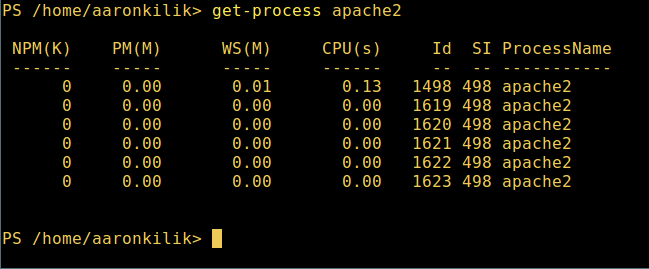 PS /home/aaronkilik> get-process apache2
NPM(K) PM(M) WS(M) CPU(s) Id SI ProcessName
------ ----- ----- ------ -- -- -----------
0 0.00 0.01 0.13 1498 498 apache2
0 0.00 0.00 0.00 1619 498 apache2
0 0.00 0.00 0.00 1620 498 apache2
0 0.00 0.00 0.00 1621 498 apache2
0 0.00 0.00 0.00 1622 498 apache2
0 0.00 0.00 0.00 1623 498 apache2
PS /home/aaronkilik>